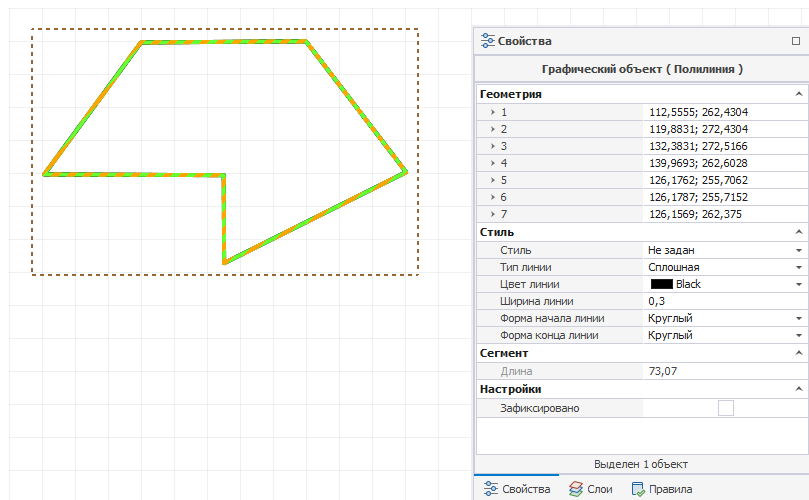 Свойства
Графический объект ( Полилиния )
Геометрия
1 112,5555; 262,4304
2 119,8831; 272,4304
3 132,3831; 272,5166
4 139,9693; 262,6028
5 126,1762; 255,7062
6 126,1787; 255,7152
7 126,1569; 262,375
Стиль
Стиль Не задан
Тип линии Сплошная
Цвет линии Black
Ширина линии 0,3
Форма начала линии Круглый
Форма конца линии Круглый
Сегмент
Длина 73,07
Настройки
Зафиксировано
Выделен 1 объект
Свойства Слои Правила